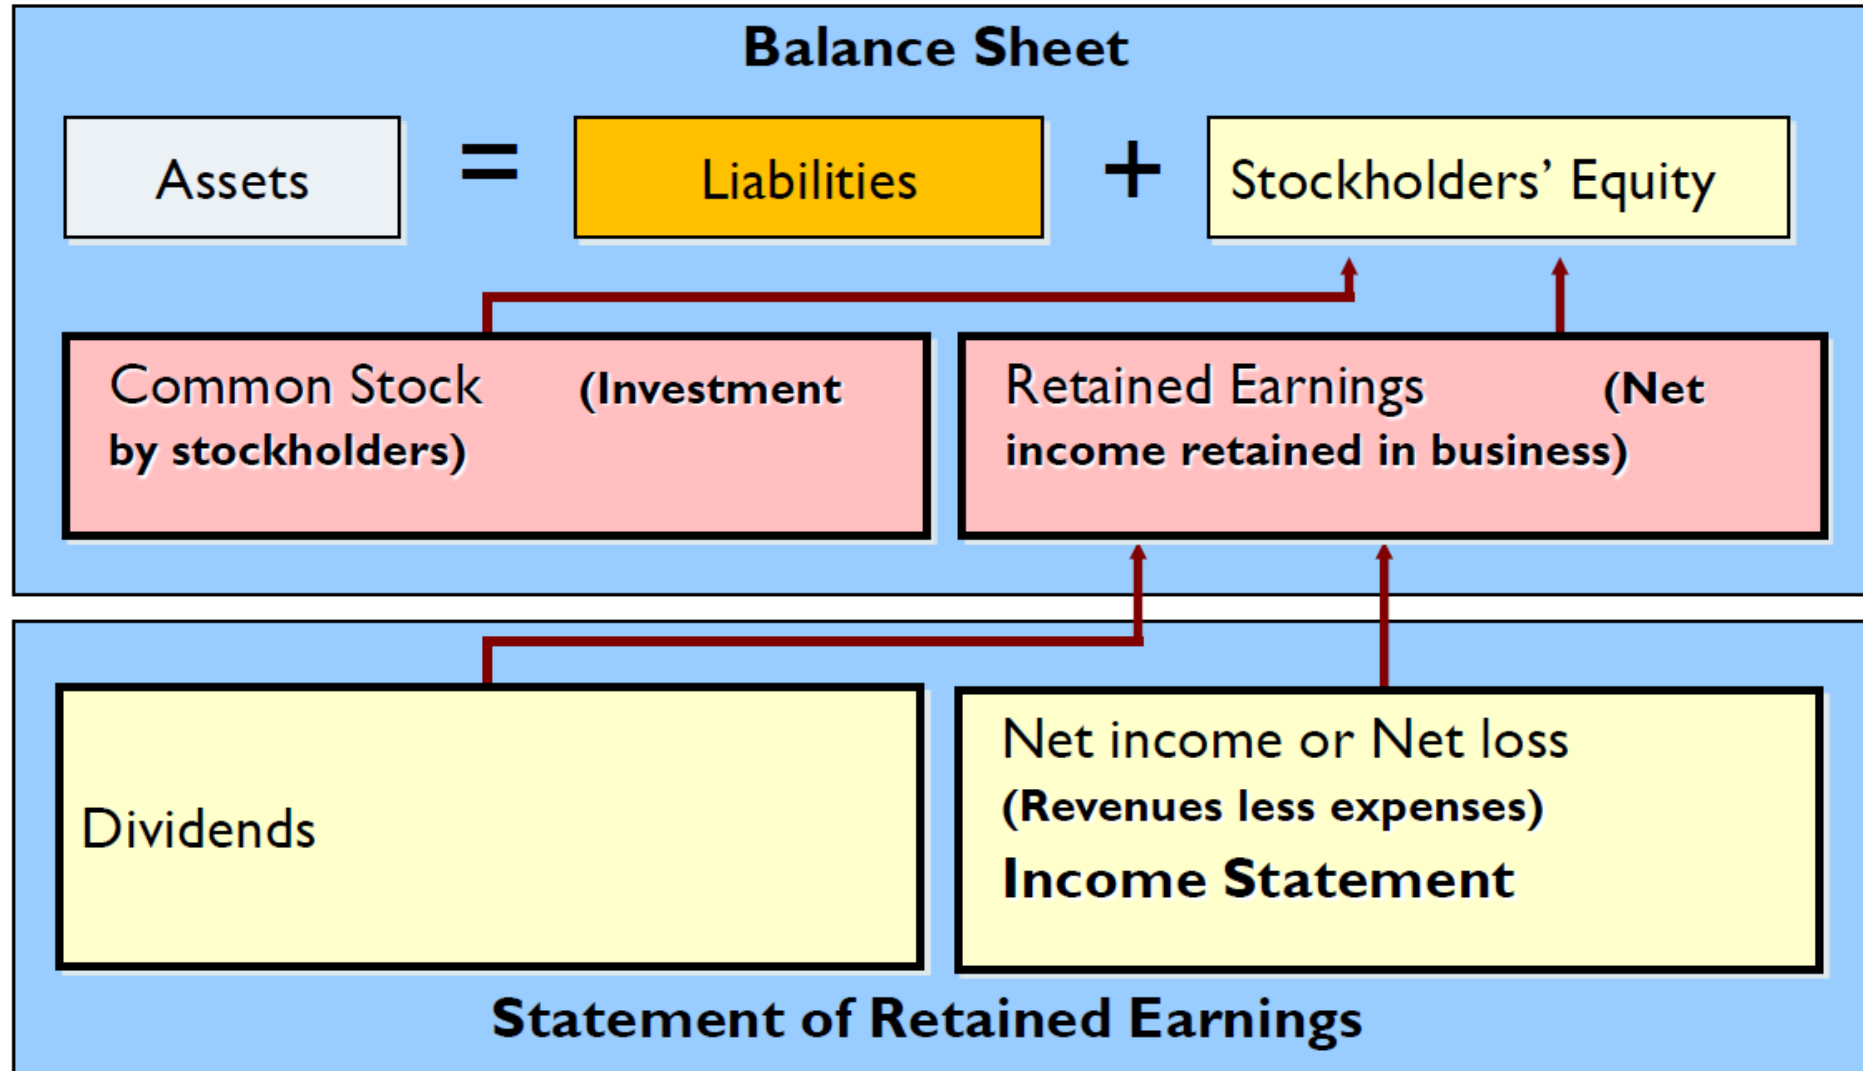 Balance Sheet
Assets = Liabilities + Stockholders’ Equity
Common Stock (Investment
by stockholders)
Retained Earnings (Net
income retained in business)
Dividends
Net income or Net loss
(Revenues less expenses)
Income Statement
Statement of Retained Earnings